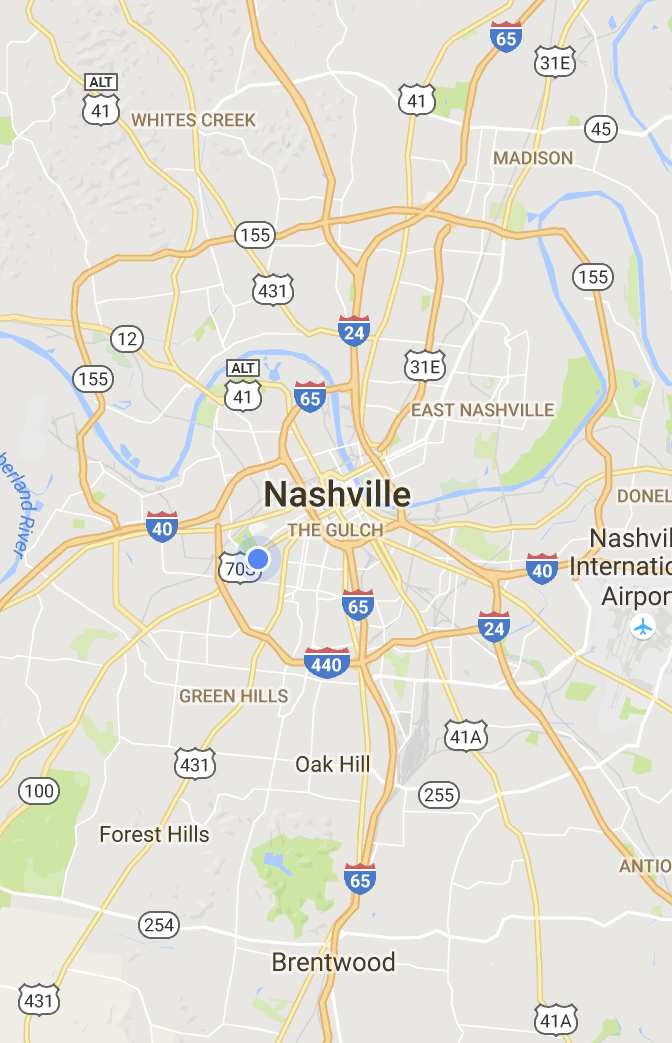 65
31E
ALT
41
41
WHITES CREEK
45
MADISON
155
155
431
24
12
ALT
31E
155
41
65
EAST NASHVILLE
berland River
Nashville
DONEL
40
THE GULCH
Nashvil
Internatio
Airpor
70S
40
65
24
440
GREEN HILLS
41A
431
Oak Hill
100
255
Forest Hills
ANTIO
65
254
Brentwood
431
41A